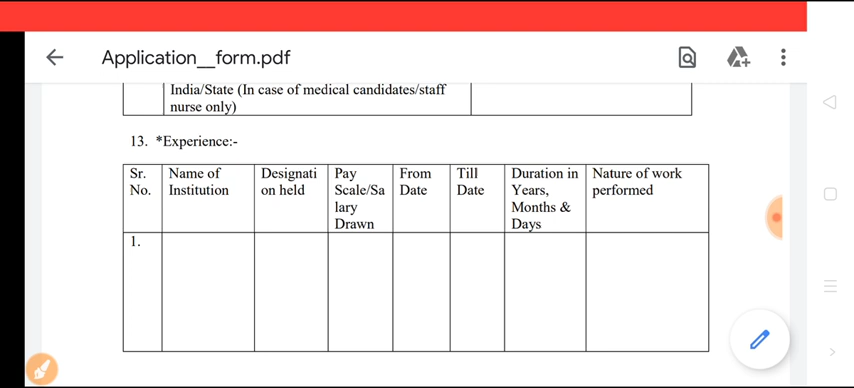 Application__form.pdf
India/State (In case of medical candidates/staff
nurse only)
13. *Experience:-
Sr. No.
Name of Institution
Designati on held
Pay Scale/Sa lary Drawn
From Date
Till Date
Duration in Years, Months & Days
Nature of work performed
1.